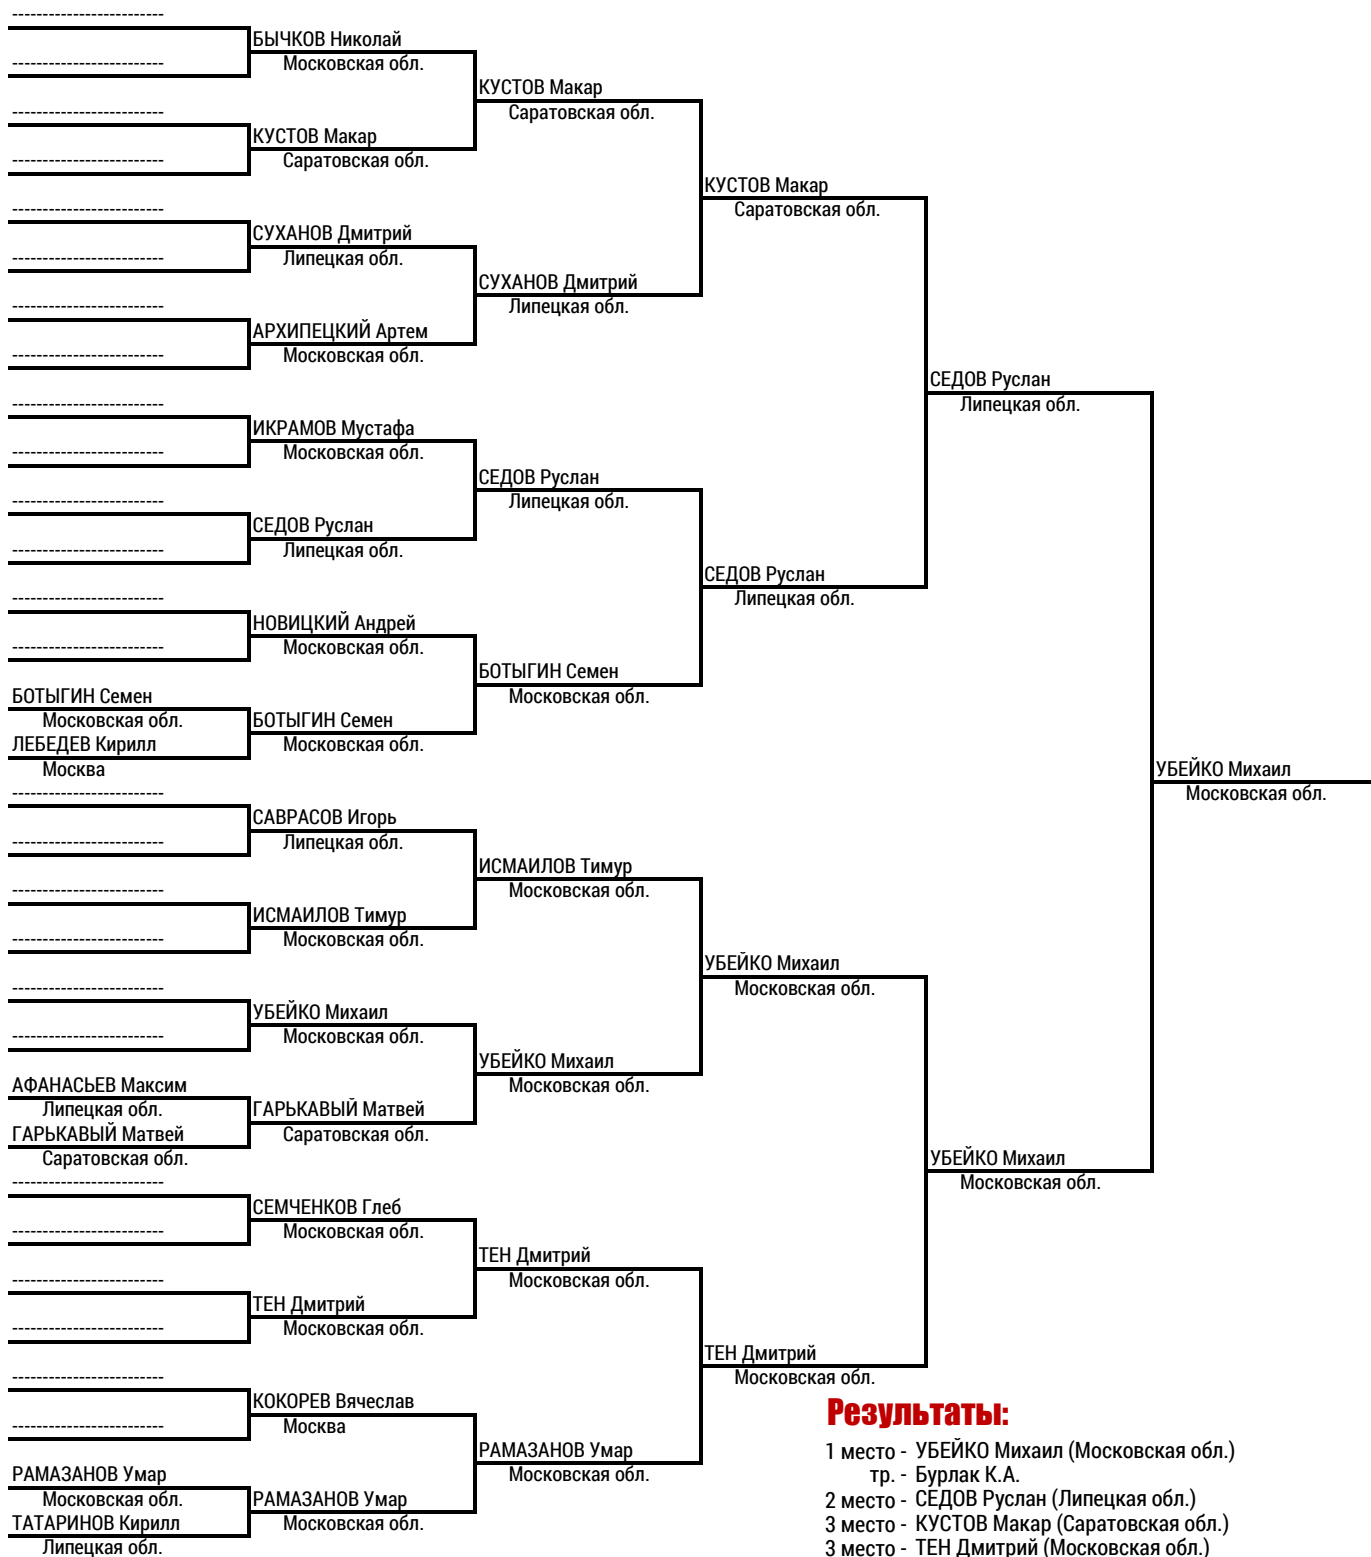 -------------------------
БЫЧКОВ Николай
-------------------------
Московская обл.
КУСТОВ Макар
-------------------------
Саратовская обл.
КУСТОВ Макар
-------------------------
Саратовская обл.
КУСТОВ Макар
-------------------------
Саратовская обл.
СУХАНОВ Дмитрий
-------------------------
Липецкая обл.
СУХАНОВ Дмитрий
-------------------------
Липецкая обл.
АРХИПЕЦКИЙ Артем
-------------------------
Московская обл.
СЕДОВ Руслан
-------------------------
Липецкая обл.
ИКРАМОВ Мустафа
-------------------------
Московская обл.
СЕДОВ Руслан
-------------------------
Липецкая обл.
СЕДОВ Руслан
-------------------------
Липецкая обл.
СЕДОВ Руслан
-------------------------
Липецкая обл.
НОВИЦКИЙ Андрей
-------------------------
Московская обл.
БОТЫГИН Семен
БОТЫГИН Семен
Московская обл.
Московская обл.
БОТЫГИН Семен
ЛЕБЕДЕВ Кирилл
Московская обл.
Москва
УБЕЙКО Михаил
-------------------------
Московская обл.
САВРАСОВ Игорь
-------------------------
Липецкая обл.
ИСМАИЛОВ Тимур
-------------------------
Московская обл.
ИСМАИЛОВ Тимур
-------------------------
Московская обл.
УБЕЙКО Михаил
-------------------------
Московская обл.
УБЕЙКО Михаил
-------------------------
Московская обл.
УБЕЙКО Михаил
АФАНАСЬЕВ Максим
Московская обл.
Липецкая обл.
ГАРЬКАВЫЙ Матвей
ГАРЬКАВЫЙ Матвей
Саратовская обл.
Саратовская обл.
УБЕЙКО Михаил
-------------------------
Московская обл.
СЕМЧЕНКОВ Глеб
-------------------------
Московская обл.
ТЕН Дмитрий
-------------------------
Московская обл.
ТЕН Дмитрий
-------------------------
Московская обл.
ТЕН Дмитрий
-------------------------
Московская обл.
КОКОРЕВ Вячеслав
-------------------------
Москва
РАМАЗАНОВ Умар
РАМАЗАНОВ Умар
Московская обл.
Московская обл.
РАМАЗАНОВ Умар
ТАТАРИНОВ Кирилл
Московская обл.
Липецкая обл.
Результаты:
1 место - УБЕЙКО Михаил (Московская обл.)
тр. - Бурлак К.А.
2 место - СЕДОВ Руслан (Липецкая обл.)
3 место - КУСТОВ Макар (Саратовская обл.)
3 место - ТЕН Дмитрий (Московская обл.)